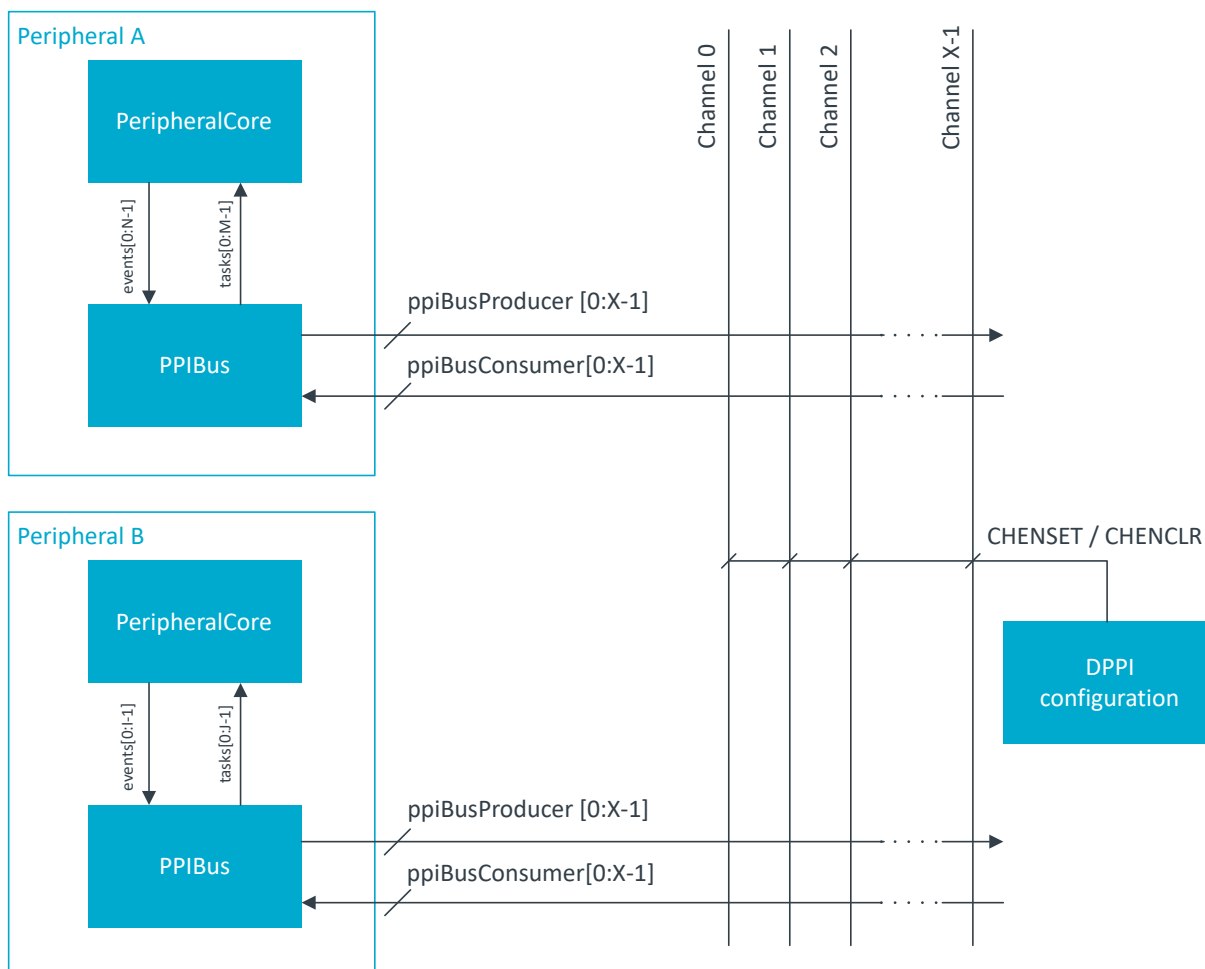 Peripheral A
PeripheralCore
events[0:N-1]
tasks[0:M-1]
PPIBus
ppiBusProducer [0:X-1]
ppiBusConsumer[0:X-1]
Channel 0
Channel 1
Channel 2
Channel X-1
Peripheral B
PeripheralCore
events[0:I-1]
tasks[0:J-1]
PPIBus
ppiBusProducer [0:X-1]
ppiBusConsumer[0:X-1]
CHENSET / CHENCLR
DPPI
configuration